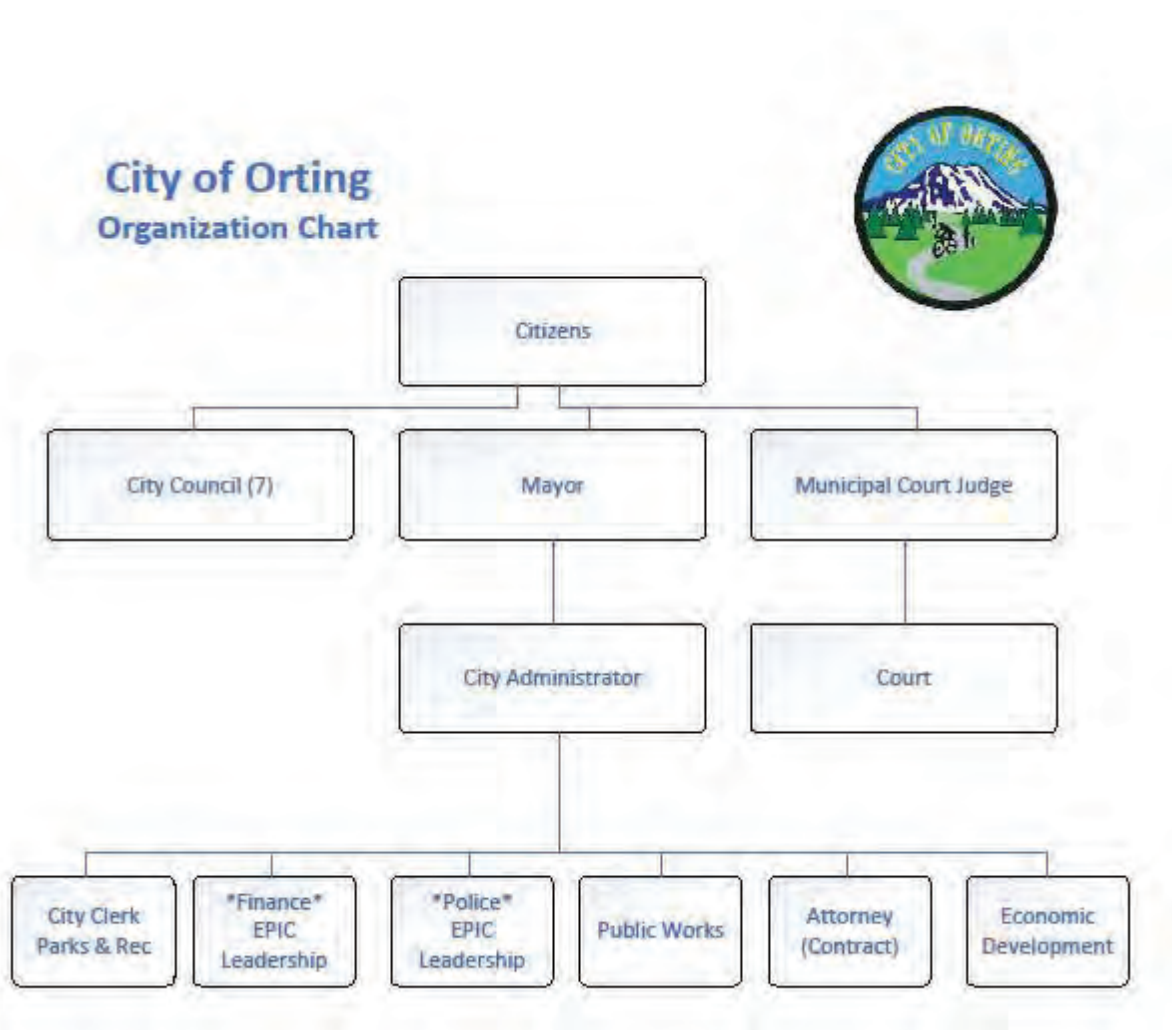 City of Orting
Organization Chart
CITY OF ORTING
Citizens
City Council (7)
Mayor
Municipal Court Judge
City Administrator
Court
City Clerk
Parks & Rec
*Finance*
EPIC
Leadership
*Police*
EPIC
Leadership
Public Works
Attorney
(Contract)
Economic
Development